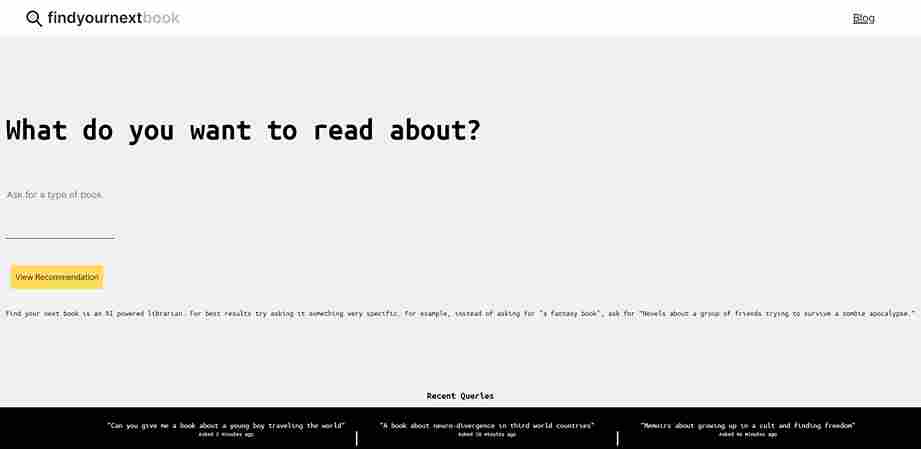 findyournextbook
Blog
What do you want to read about?
Ask for a type of book
View Recommendation
Find your next book is an AI powered librarian. For best results try asking it something very specific. For example, instead of asking for "a fantasy book", ask for "Novels about a group of friends trying to survive a zombie apocalypse."
Recent Queries
"Can you give me a book about a young boy traveling the world"
Asked 2 minutes ago
"A book about neuro-divergence in third world countries"
Asked minutes ago
"Memoirs about growing up in a cult and finding freedom"
Asked minutes ago